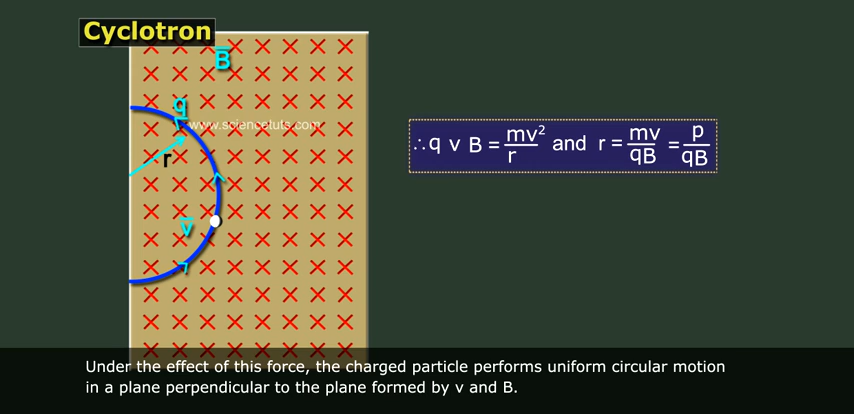 Cyclotron
B
q
www.sciencetuts.com
r
v
∴ q v B = mv²/r and r = mv/qB = p/qB
Under the effect of this force, the charged particle performs uniform circular motion
in a plane perpendicular to the plane formed by v and B.